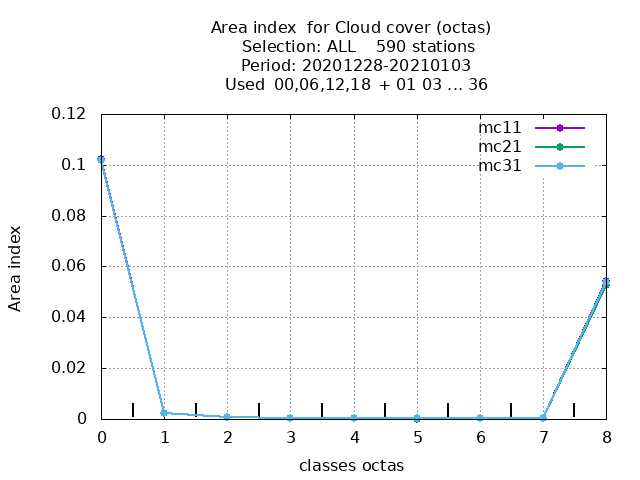 Area index  for Cloud cover (octas)
Selection: ALL    590 stations
Period: 20201228-20210103
Used  00,06,12,18  + 01 03 ... 36
mc11
mc21
mc31
0.12
0.1
0.08
0.06
0.04
0.02
0
Area index
0 1 2 3 4 5 6 7 8
classes octas